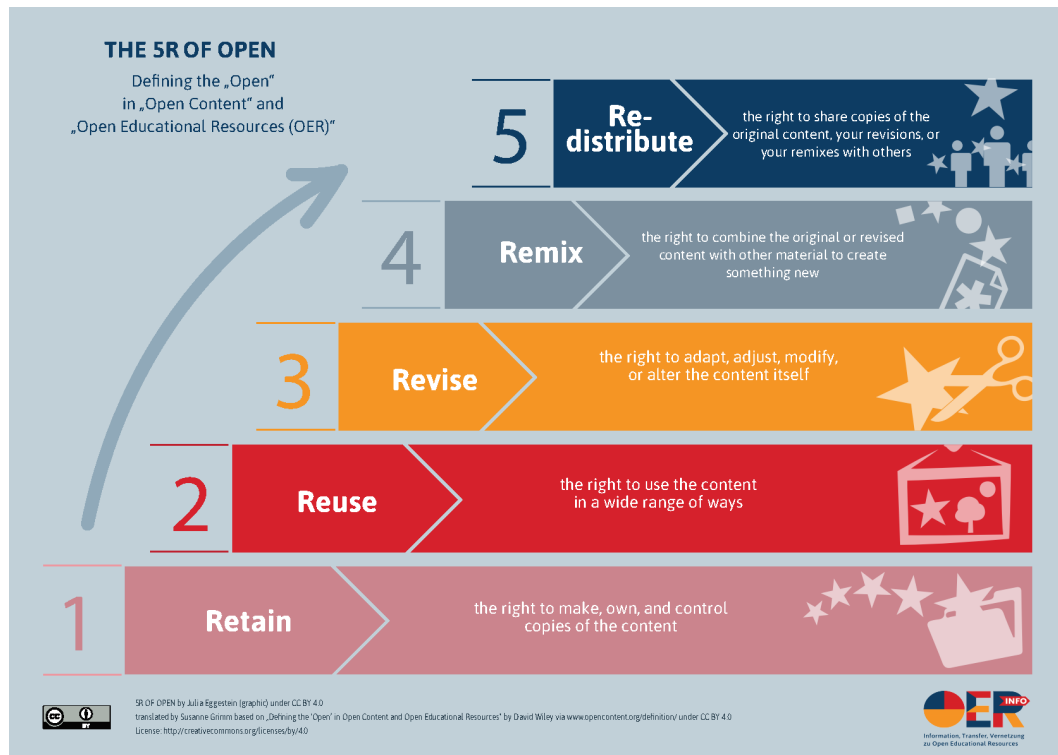 THE 5R OF OPEN
Defining the „Open“
in „Open Content“ and
„Open Educational Resources (OER)“
5
Re-
distribute
the right to share copies of the
original content, your revisions, or
your remixes with others
4
Remix
the right to combine the original or revised
content with other material to create
something new
3
Revise
the right to adapt, adjust, modify,
or alter the content itself
2
Reuse
the right to use the content
in a wide range of ways
1
Retain
the right to make, own, and control
copies of the content
cc
BY
5R OF OPEN by Julia Eggestein (graphic) under CC BY 4.0
translated by Susanne Grimm based on „Defining the 'Open' in Open Content and Open Educational Resources“ by David Wiley via www.opencontent.org/definition/ under CC BY 4.0
License: http://creativecommons.org/licenses/by/4.0
OER INFO
Information, Transfer, Vernetzung
zu Open Educational Resources